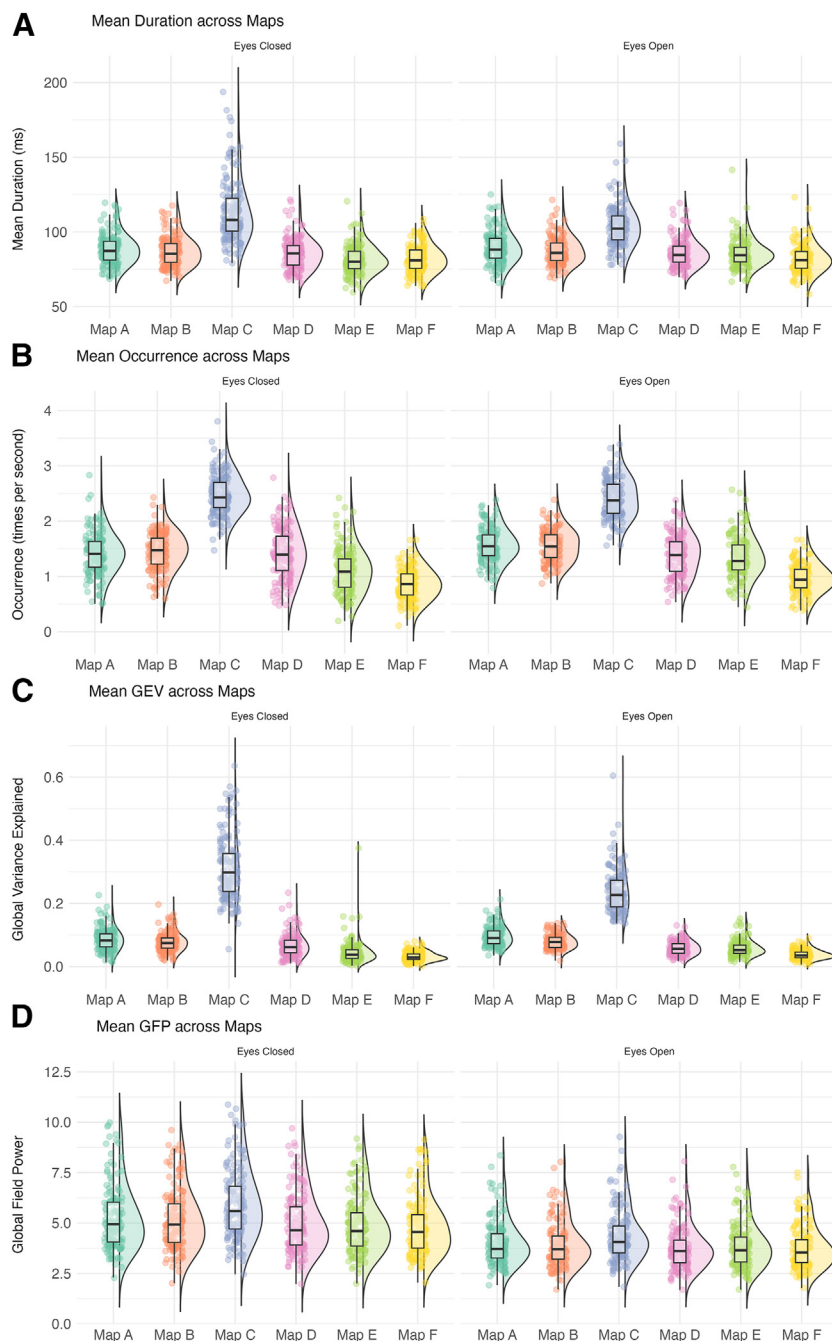 A Mean Duration across Maps
Eyes Closed Eyes Open
Mean Duration (ms)
200
150
100
50
Map A Map B Map C Map D Map E Map F Map A Map B Map C Map D Map E Map F
B Mean Occurrence across Maps
Eyes Closed Eyes Open
Occurrence (times per second)
4
3
2
1
0
Map A Map B Map C Map D Map E Map F Map A Map B Map C Map D Map E Map F
C Mean GEV across Maps
Eyes Closed Eyes Open
Global Variance Explained
0.6
0.4
0.2
0.0
Map A Map B Map C Map D Map E Map F Map A Map B Map C Map D Map E Map F
D Mean GFP across Maps
Eyes Closed Eyes Open
Global Field Power
12.5
10.0
7.5
5.0
2.5
0.0
Map A Map B Map C Map D Map E Map F Map A Map B Map C Map D Map E Map F